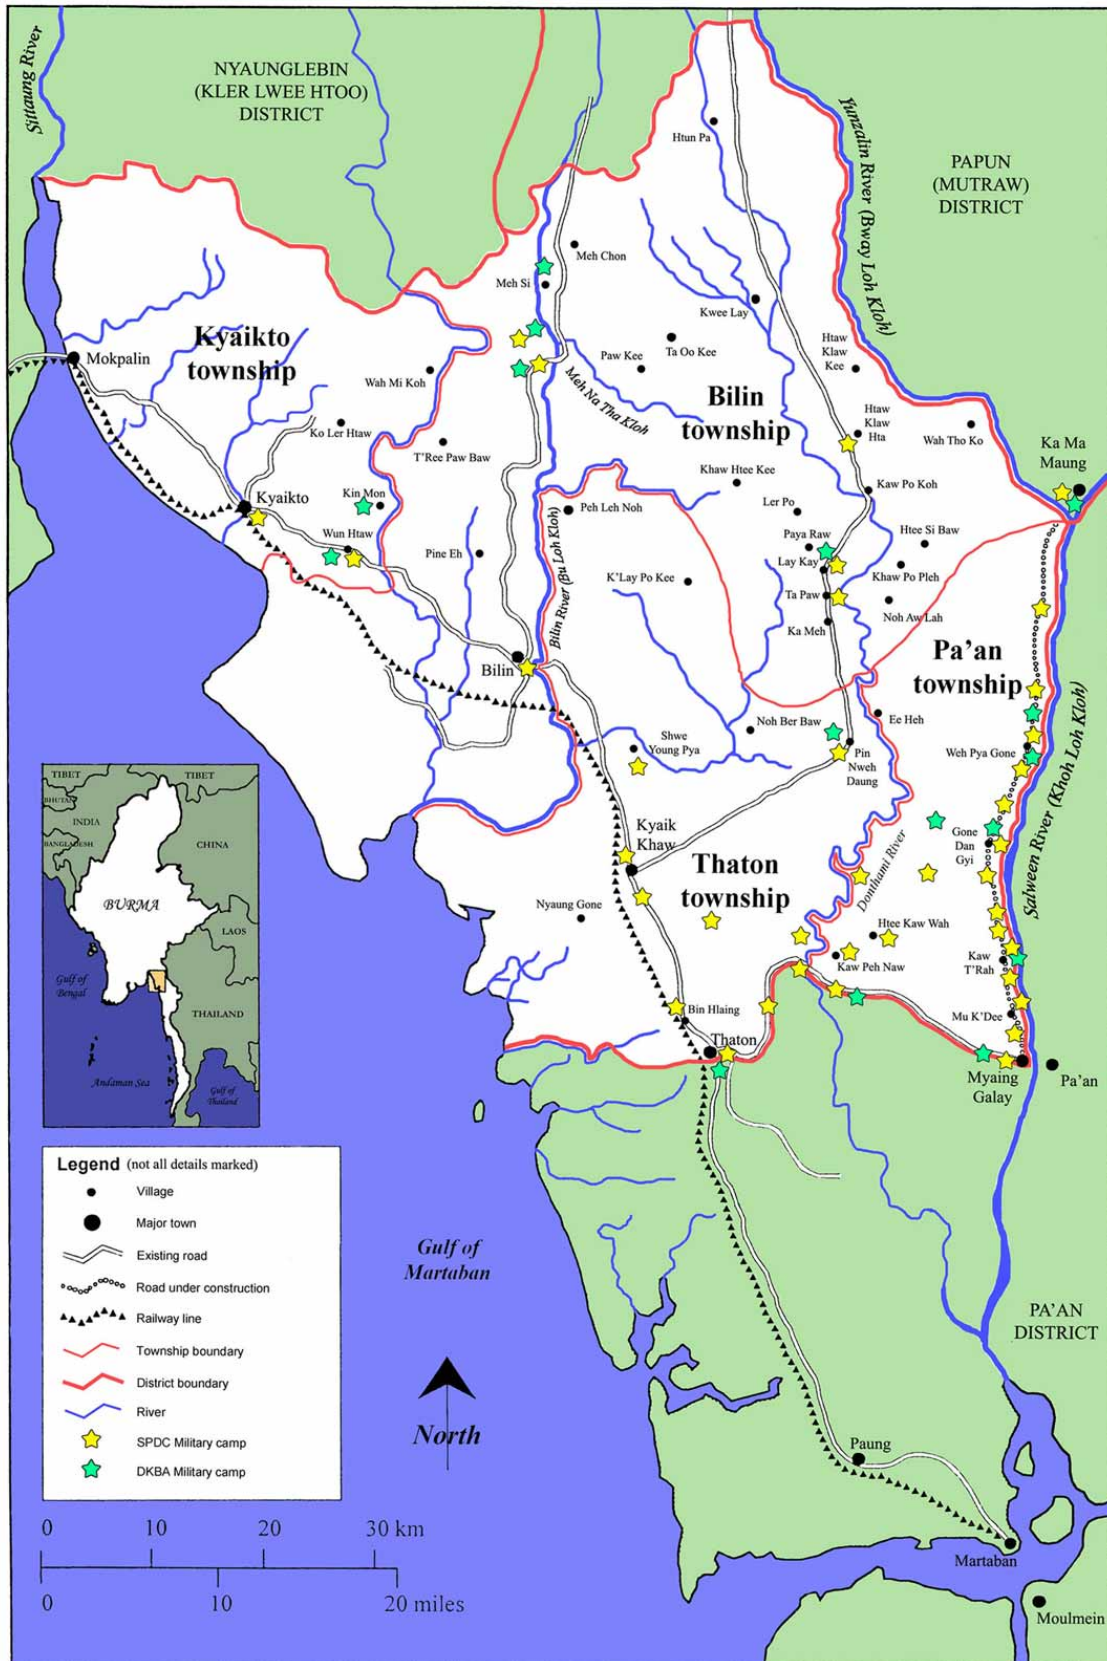 Sittaung River
NYAUNGLEBIN
(KLER LWEE HTOO)
DISTRICT
Yunzalin River (Bway Loh Kloh)
PAPUN
(MUTRAW)
DISTRICT
Htun Pa
Meh Chon
Meh Si
Kwee Lay
Kyaikto
township
Mokpalin
Ta Oo Kee
Paw Kee
Htaw
Klaw
Kee
Wah Mi Koh
Meh Na Tha Kloh
Bilin
township
Ko Ler Htaw
T'Ree Paw Baw
Htaw
Klaw
Hta
Wah Tho Ko
Ka Ma
Maung
Khaw Htee Kee
Kaw Po Koh
Kyaikto
Kin Mon
Peh Leh Noh
Ler Po
Wun Htaw
Pine Eh
Bilin River (Bu Loh Kloh)
Paya Raw
Htee Si Baw
Lay Kay
Khaw Po Pleh
K'Lay Po Kee
Ta Paw
Noh Aw Lah
Ka Meh
Bilin
Pa'an
township
Salween River (Khoh Loh Kloh)
Ee Heh
Noh Ber Baw
Shwe
Young Pya
Pin
Nweh
Daung
Weh Pya Gone
Kyaik
Khaw
Gone
Dan
Gyi
Thaton
township
Donthami River
Nyaung Gone
Htee Kaw Wah
Kaw Peh Naw
Kaw
T'Rah
Bin Hlaing
Mu K'Dee
Thaton
Myaing
Galay
Pa'an
TIBET
TIBET
BHUTAN
INDIA
BANGLADESH
CHINA
BURMA
LAOS
Gulf of
Bengal
THAILAND
Andaman Sea
Gulf of
Thailand
Legend (not all details marked)
Village
Major town
Existing road
Road under construction
Railway line
Township boundary
District boundary
River
SPDC Military camp
DKBA Military camp
Gulf of
Martaban
North
PA'AN
DISTRICT
Paung
Martaban
Moulmein
0 10 20 30 km
0 10 20 miles